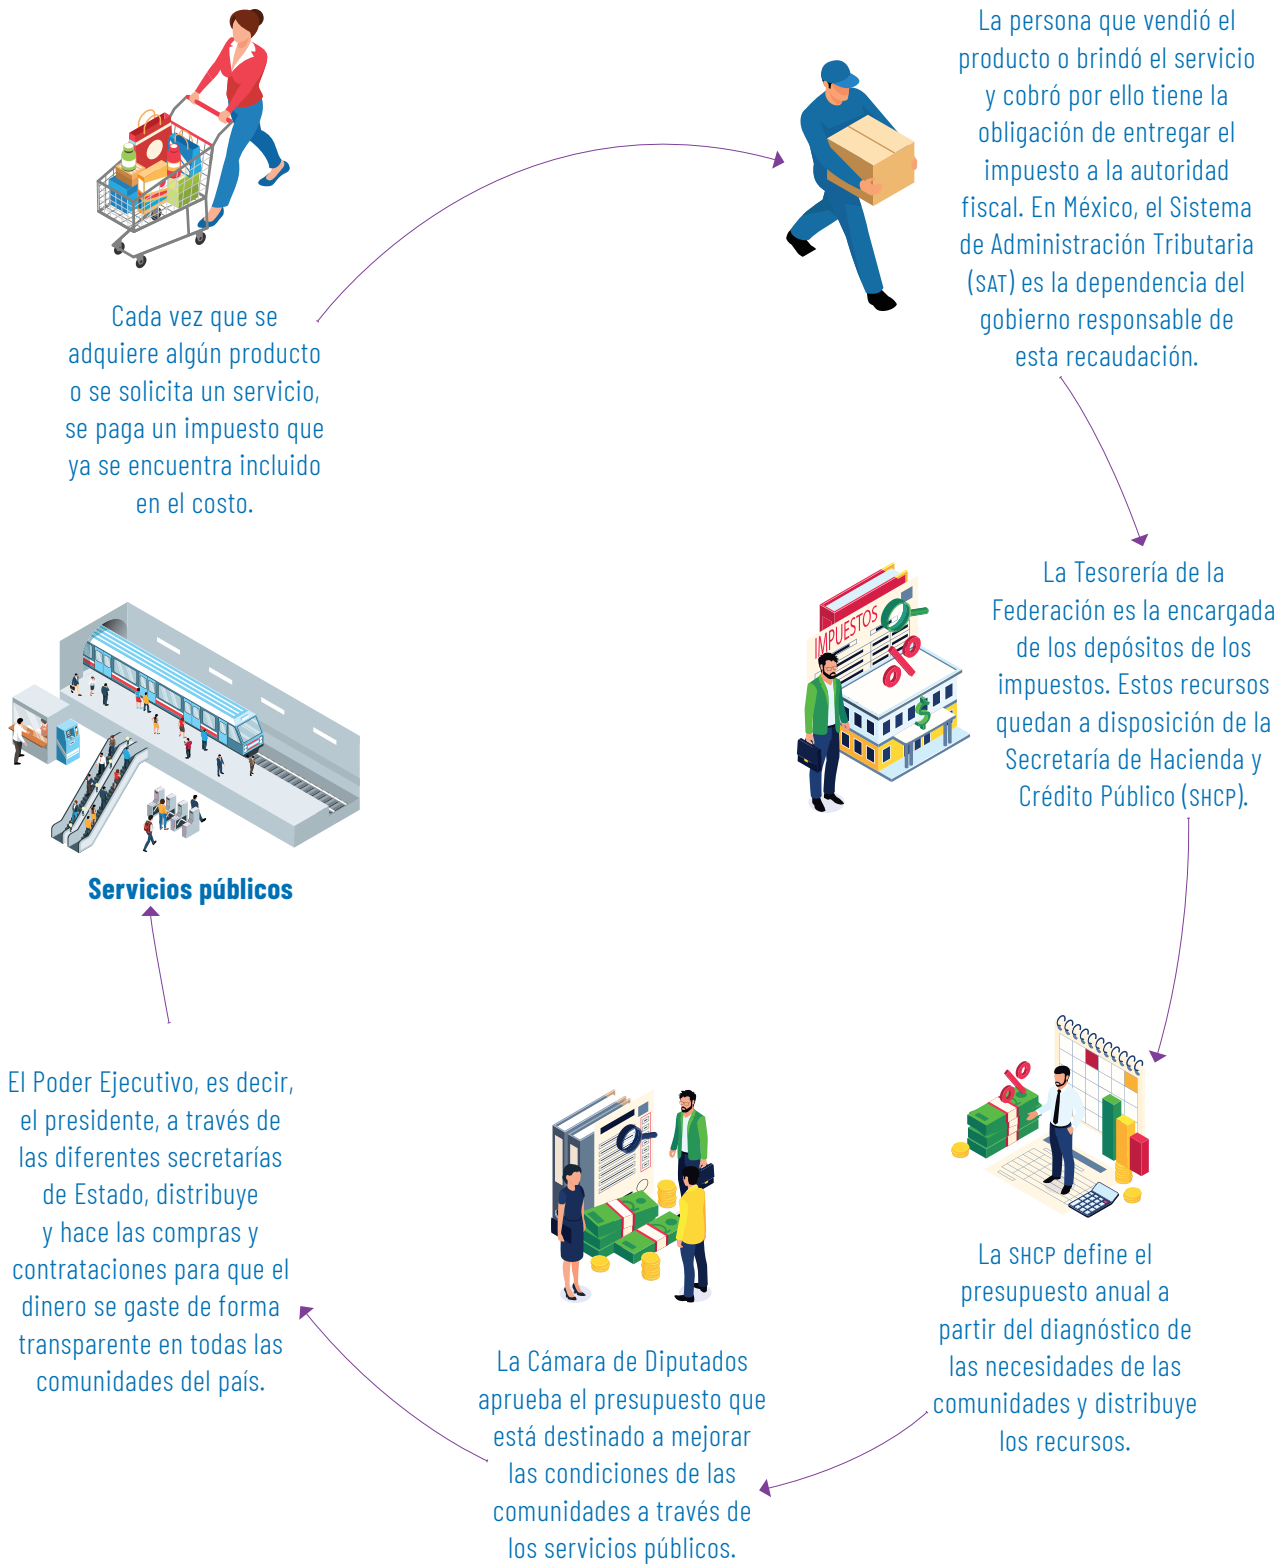 Cada vez que se
adquiere algún producto
o se solicita un servicio,
se paga un impuesto que
ya se encuentra incluido
en el costo.
La persona que vendió el
producto o brindó el servicio
y cobró por ello tiene la
obligación de entregar el
impuesto a la autoridad
fiscal. En México, el Sistema
de Administración Tributaria
(SAT) es la dependencia del
gobierno responsable de
esta recaudación.
IMPUESTOS
%
$
La Tesorería de la
Federación es la encargada
de los depósitos de los
impuestos. Estos recursos
quedan a disposición de la
Secretaría de Hacienda y
Crédito Público (SHCP).
%
La SHCP define el
presupuesto anual a
partir del diagnóstico de
las necesidades de las
comunidades y distribuye
los recursos.
La Cámara de Diputados
aprueba el presupuesto que
está destinado a mejorar
las condiciones de las
comunidades a través de
los servicios públicos.
El Poder Ejecutivo, es decir,
el presidente, a través de
las diferentes secretarías
de Estado, distribuye
y hace las compras y
contrataciones para que el
dinero se gaste de forma
transparente en todas las
comunidades del país.
Servicios públicos